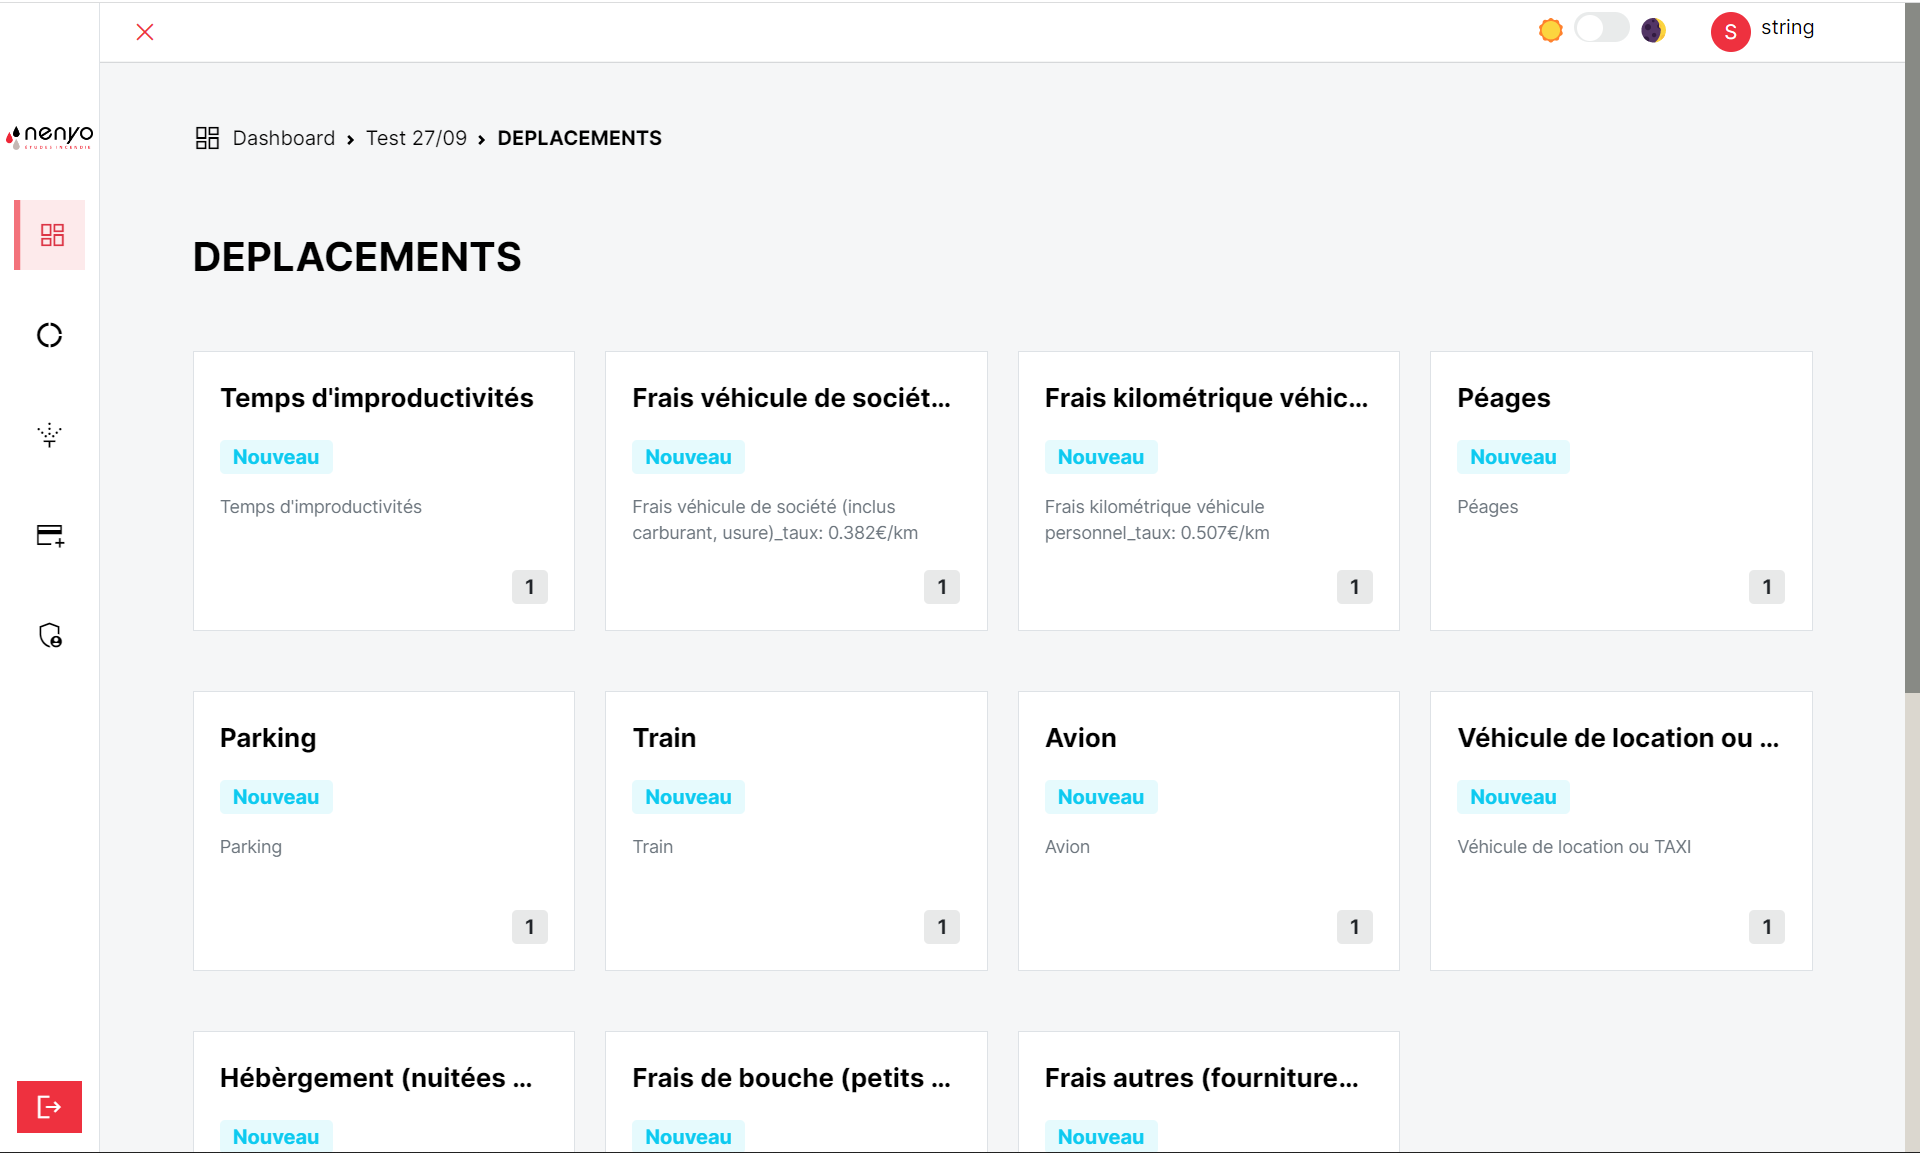 S string
nenyo
ETUDES INCENDIE
Dashboard › Test 27/09 › DEPLACEMENTS
DEPLACEMENTS
Temps d'improductivités
Nouveau
Temps d'improductivités
1
Frais véhicule de sociét...
Nouveau
Frais véhicule de société (inclus
carburant, usure)_taux: 0.382€/km
1
Frais kilométrique véhic...
Nouveau
Frais kilométrique véhicule
personnel_taux: 0.507€/km
1
Péages
Nouveau
Péages
1
Parking
Nouveau
Parking
1
Train
Nouveau
Train
1
Avion
Nouveau
Avion
1
Véhicule de location ou ...
Nouveau
Véhicule de location ou TAXI
1
Hébèrgement (nuitées ...
Nouveau
Frais de bouche (petits ...
Nouveau
Frais autres (fourniture...
Nouveau